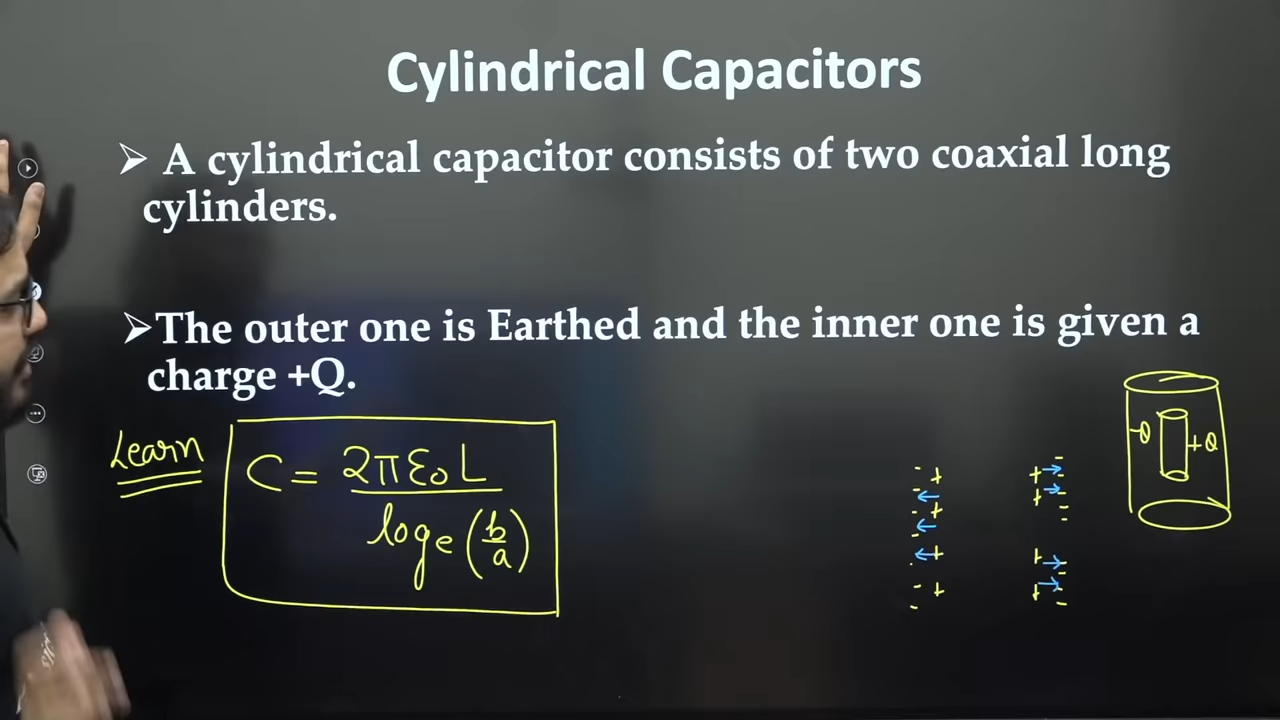 Cylindrical Capacitors
➢ A cylindrical capacitor consists of two coaxial long
cylinders.
➢The outer one is Earthed and the inner one is given a
charge +Q.
Learn
C = 2πε₀L / logₑ(b/a)
-Q +Q